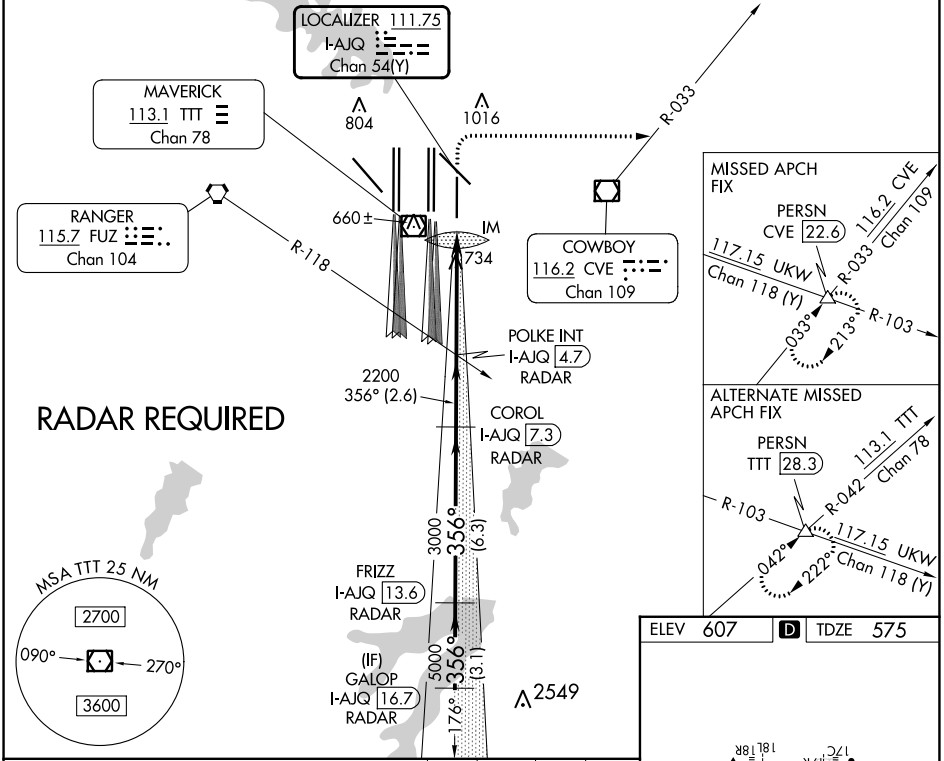 LOCALIZER 111.75
I-AJQ
Chan 54(Y)
MAVERICK
113.1 TTT
Chan 78
804
1016
R-033
RANGER
115.7 FUZ
Chan 104
660 ±
IM
734
R-118
COWBOY
116.2 CVE
Chan 109
POLKE INT
I-AJQ 4.7
RADAR
2200
356° (2.6)
COROL
I-AJQ 7.3
RADAR
RADAR REQUIRED
3000
356°
(6.3)
FRIZZ
I-AJQ 13.6
RADAR
5000
356°
(3.1)
(IF)
GALOP
I-AJQ 16.7
RADAR
176°
2549
MSA TTT 25 NM
2700
090°
270°
3600
MISSED APCH
FIX
PERSN
CVE 22.6
116.2 CVE
Chan 109
R-033
117.15 UKW
Chan 118 (Y)
R-103
033°
213°
ALTERNATE MISSED
APCH FIX
PERSN
TTT 28.3
113.1 TTT
Chan 78
R-042
R-103
117.15 UKW
Chan 118 (Y)
042°
222°
ELEV 607 D TDZE 575
18R
18L
17C